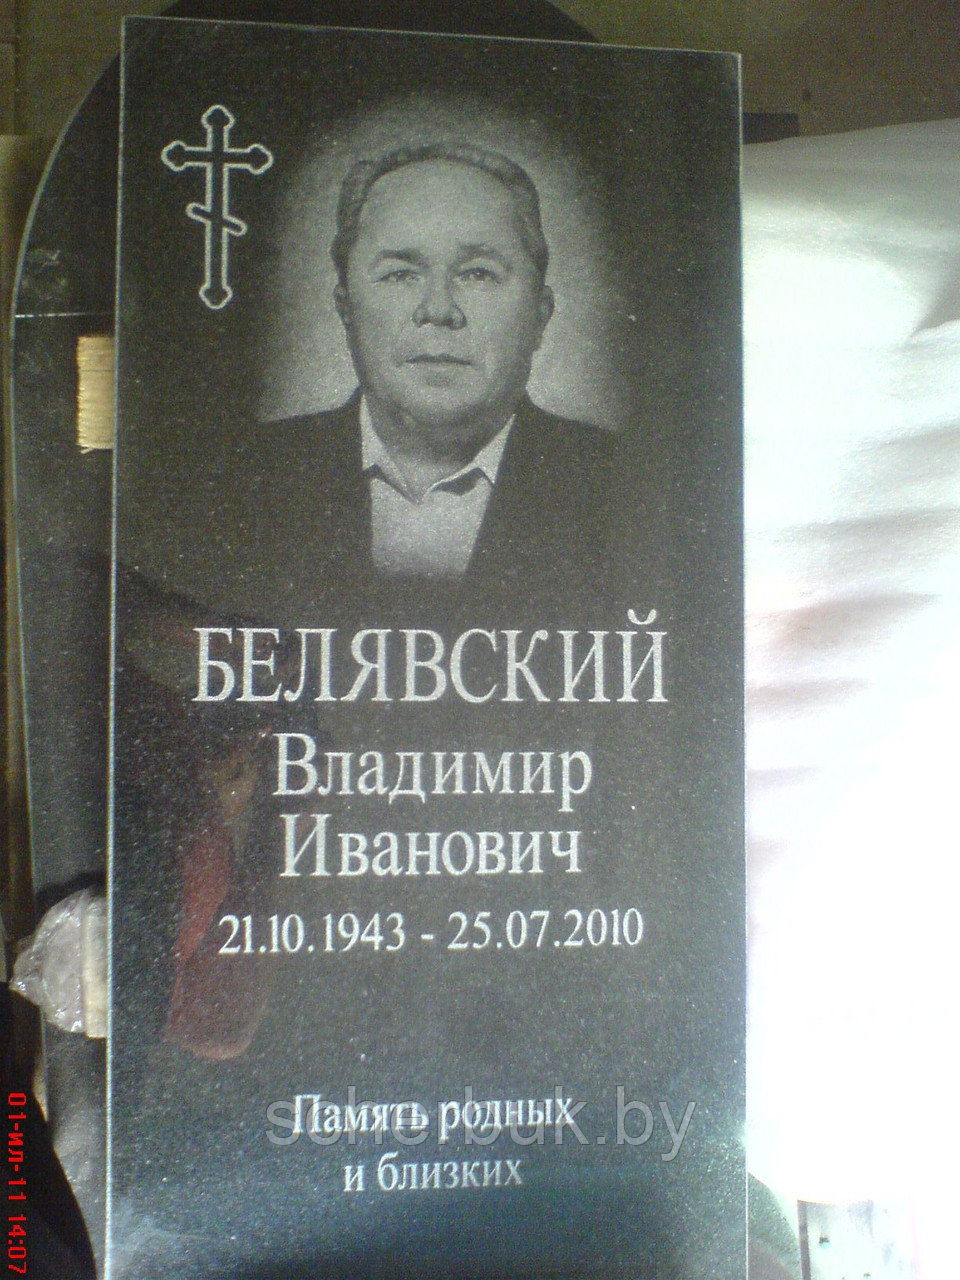 БЕЛЯВСКИЙ
Владимир
Иванович
21.10.1943 - 25.07.2010
Память родных
и близких
scherbuk.by
01-ил-11 14:07